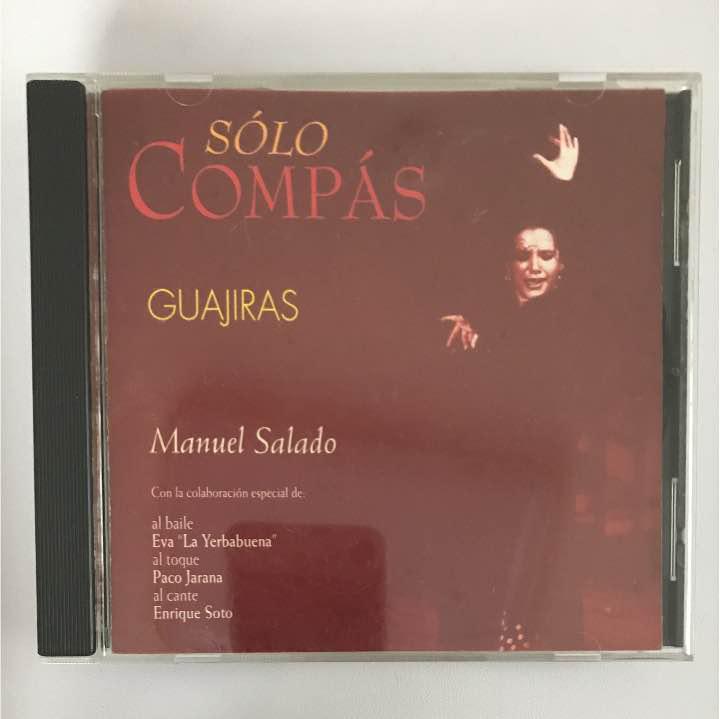 SÓLO
COMPÁS
GUAJIRAS
Manuel Salado
Con la colaboración especial de:
al baile
Eva "La Yerbabuena"
al toque
Paco Jarana
al cante
Enrique Soto